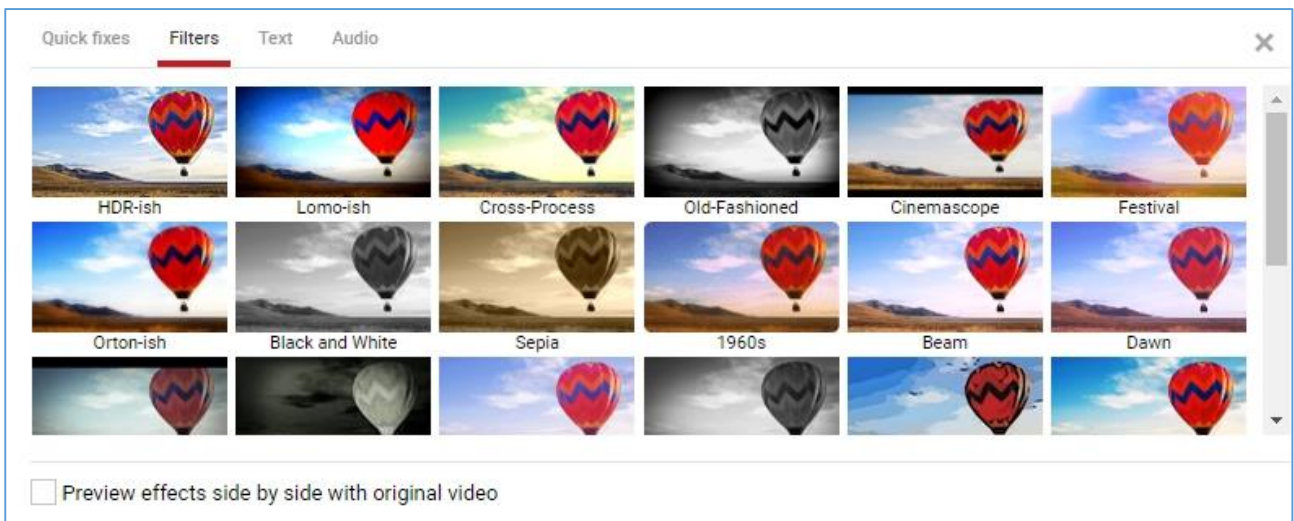 Quick fixes Filters Text Audio
HDR-ish Lomo-ish Cross-Process Old-Fashioned Cinemascope Festival
Orton-ish Black and White Sepia 1960s Beam Dawn
Preview effects side by side with original video